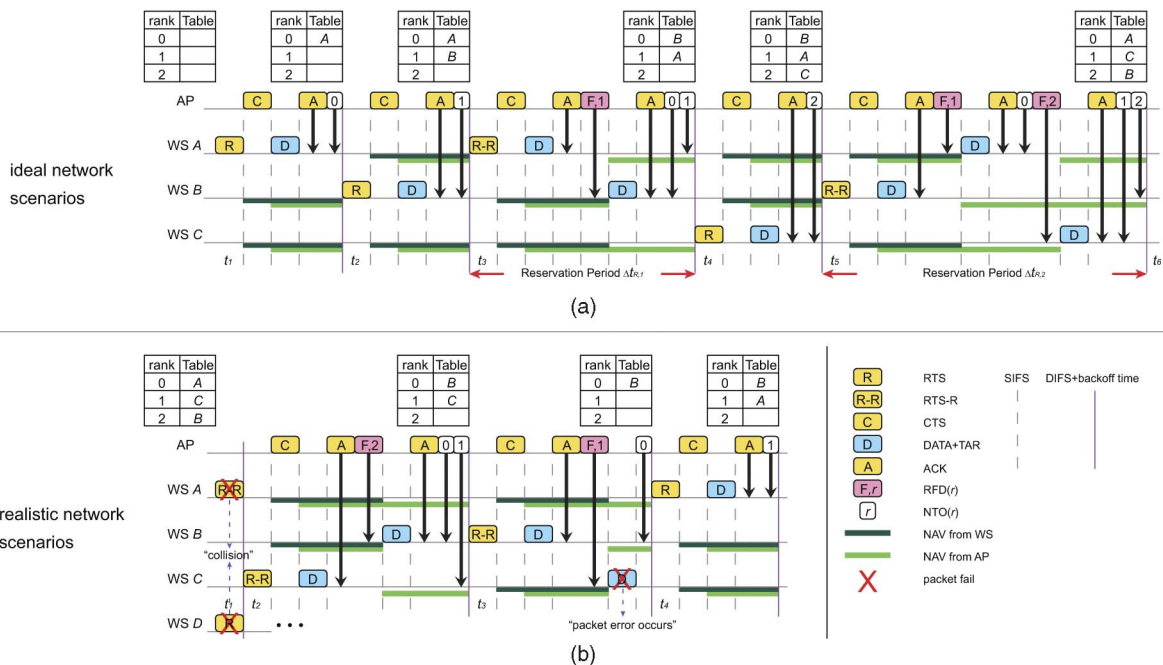 rank Table
0
1
2
rank Table
0 A
1
2
rank Table
0 A
1 B
2
rank Table
0 B
1 A
2
rank Table
0 B
1 A
2 C
rank Table
0 A
1 C
2 B
AP C A 0 C A 1 C A F,1 A 0 1 C A 2 C A F,1 A 0 F,2 A 1 2
WS A R D R-R D D
ideal network
scenarios
WS B R D D R-R D
WS C R D D
t1 t2 t3 t4 t5 t6
Reservation Period ΔtR,1 Reservation Period ΔtR,2
(a)
rank Table
0 A
1 C
2 B
rank Table
0 B
1 C
2
rank Table
0 B
1
2
rank Table
0 B
1 A
2
AP C A F,2 A 0 1 C A F,1 0 C A 1
WS A R-R R D
realistic network
scenarios
WS B D R-R D
"collision"
WS C R-R D D
t1 t2 t3 t4
WS D R • • •
"packet error occurs"
(b)
R RTS SIFS DIFS+backoff time
R-R RTS-R
C CTS
D DATA+TAR
A ACK
F,r RFD(r)
r NTO(r)
NAV from WS
NAV from AP
X packet fail